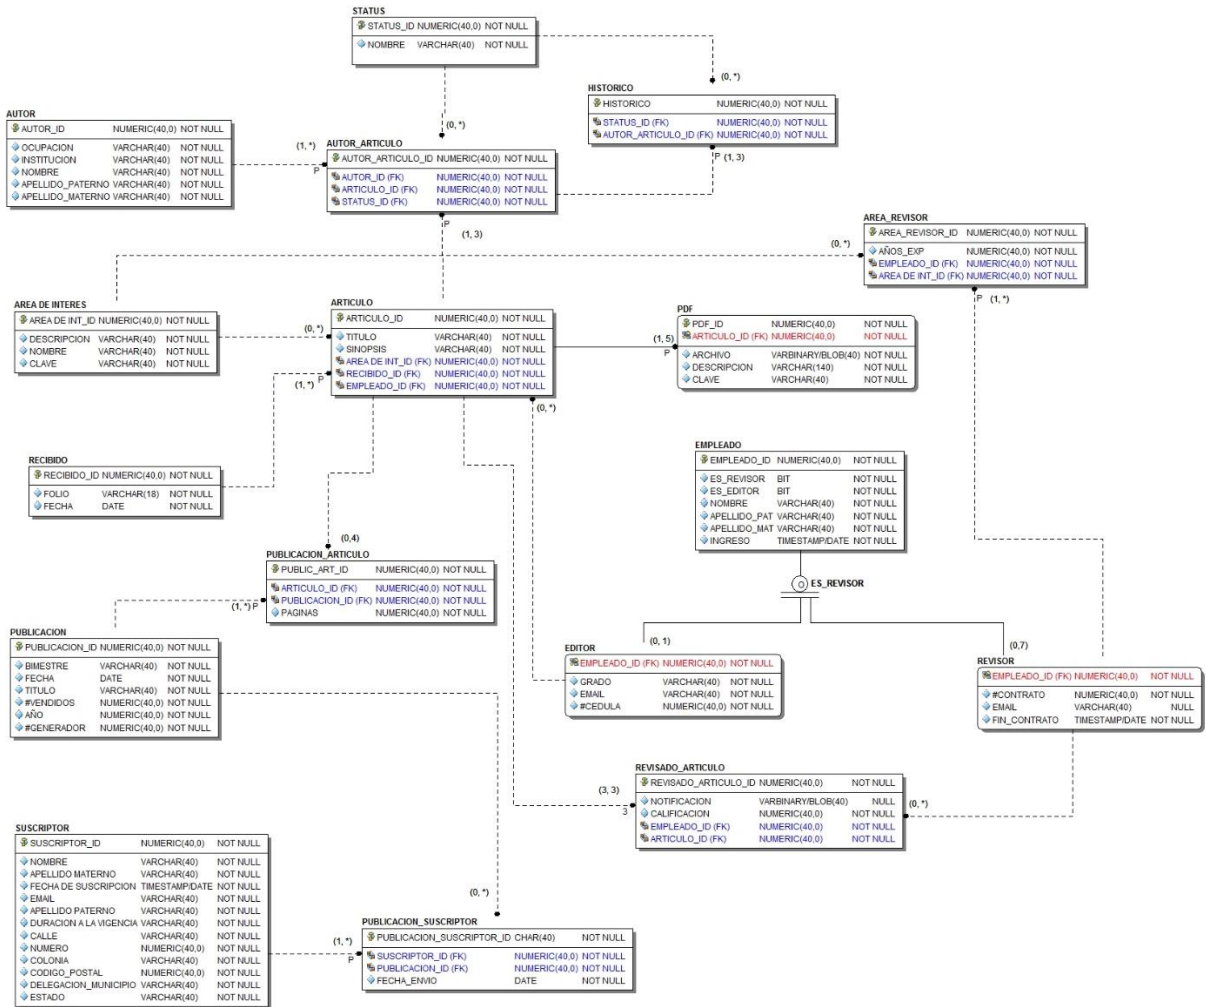 STATUS
STATUS_ID NUMERIC(40,0) NOT NULL
NOMBRE VARCHAR(40) NOT NULL
(0, *)
(0, *)
HISTORICO
HISTORICO NUMERIC(40,0) NOT NULL
STATUS_ID (FK) NUMERIC(40,0) NOT NULL
AUTOR_ARTICULO_ID (FK) NUMERIC(40,0) NOT NULL
P (1, 3)
AUTOR
AUTOR_ID NUMERIC(40,0) NOT NULL
OCUPACION VARCHAR(40) NOT NULL
INSTITUCION VARCHAR(40) NOT NULL
NOMBRE VARCHAR(40) NOT NULL
APELLIDO_PATERNO VARCHAR(40) NOT NULL
APELLIDO_MATERNO VARCHAR(40) NOT NULL
(1, *)
P
AUTOR_ARTICULO
AUTOR_ARTICULO_ID NUMERIC(40,0) NOT NULL
AUTOR_ID (FK) NUMERIC(40,0) NOT NULL
ARTICULO_ID (FK) NUMERIC(40,0) NOT NULL
STATUS_ID (FK) NUMERIC(40,0) NOT NULL
P
(1, 3)
AREA_REVISOR
AREA_REVISOR_ID NUMERIC(40,0) NOT NULL
AÑOS_EXP NUMERIC(40,0) NOT NULL
EMPLEADO_ID (FK) NUMERIC(40,0) NOT NULL
AREA DE INT_ID (FK) NUMERIC(40,0) NOT NULL
(0, *)
P (1, *)
AREA DE INTERES
AREA DE INT_ID NUMERIC(40,0) NOT NULL
DESCRIPCION VARCHAR(40) NOT NULL
NOMBRE VARCHAR(40) NOT NULL
CLAVE VARCHAR(40) NOT NULL
(0, *)
(1, *) P
ARTICULO
ARTICULO_ID NUMERIC(40,0) NOT NULL
TITULO VARCHAR(40) NOT NULL
SINOPSIS VARCHAR(40) NOT NULL
AREA DE INT_ID (FK) NUMERIC(40,0) NOT NULL
RECIBIDO_ID (FK) NUMERIC(40,0) NOT NULL
EMPLEADO_ID (FK) NUMERIC(40,0) NOT NULL
(0, *)
(1, 5)
P
PDF
PDF_ID NUMERIC(40,0) NOT NULL
ARTICULO_ID (FK) NUMERIC(40,0) NOT NULL
ARCHIVO VARBINARY/BLOB(40) NOT NULL
DESCRIPCION VARCHAR(140) NOT NULL
CLAVE VARCHAR(40) NOT NULL
RECIBIDO
RECIBIDO_ID NUMERIC(40,0) NOT NULL
FOLIO VARCHAR(18) NOT NULL
FECHA DATE NOT NULL
EMPLEADO
EMPLEADO_ID NUMERIC(40,0) NOT NULL
ES_REVISOR BIT NOT NULL
ES_EDITOR BIT NOT NULL
NOMBRE VARCHAR(40) NOT NULL
APELLIDO_PAT VARCHAR(40) NOT NULL
APELLIDO_MAT VARCHAR(40) NOT NULL
INGRESO TIMESTAMP/DATE NOT NULL
ES_REVISOR
(0,4)
PUBLICACION_ARTICULO
PUBLIC_ART_ID NUMERIC(40,0) NOT NULL
ARTICULO_ID (FK) NUMERIC(40,0) NOT NULL
PUBLICACION_ID (FK) NUMERIC(40,0) NOT NULL
PAGINAS NUMERIC(40,0) NOT NULL
(1, *) P
PUBLICACION
PUBLICACION_ID NUMERIC(40,0) NOT NULL
BIMESTRE VARCHAR(40) NOT NULL
FECHA DATE NOT NULL
TITULO VARCHAR(40) NOT NULL
#VENDIDOS NUMERIC(40,0) NOT NULL
AÑO NUMERIC(40,0) NOT NULL
#GENERADOR NUMERIC(40,0) NOT NULL
(0, 1)
EDITOR
EMPLEADO_ID (FK) NUMERIC(40,0) NOT NULL
GRADO VARCHAR(40) NOT NULL
EMAIL VARCHAR(40) NOT NULL
#CEDULA NUMERIC(40,0) NOT NULL
(0,7)
REVISOR
EMPLEADO_ID (FK) NUMERIC(40,0) NOT NULL
#CONTRATO NUMERIC(40,0) NOT NULL
EMAIL VARCHAR(40) NULL
FIN_CONTRATO TIMESTAMP/DATE NOT NULL
REVISADO_ARTICULO
REVISADO_ARTICULO_ID NUMERIC(40,0) NOT NULL
NOTIFICACION VARBINARY/BLOB(40) NULL
CALIFICACION NUMERIC(40,0) NOT NULL
EMPLEADO_ID (FK) NUMERIC(40,0) NOT NULL
ARTICULO_ID (FK) NUMERIC(40,0) NOT NULL
(3, 3)
3
(0, *)
SUSCRIPTOR
SUSCRIPTOR_ID NUMERIC(40,0) NOT NULL
NOMBRE VARCHAR(40) NOT NULL
APELLIDO MATERNO VARCHAR(40) NOT NULL
FECHA DE SUSCRIPCION TIMESTAMP/DATE NOT NULL
EMAIL VARCHAR(40) NOT NULL
APELLIDO PATERNO VARCHAR(40) NOT NULL
DURACION A LA VIGENCIA VARCHAR(40) NOT NULL
CALLE VARCHAR(40) NOT NULL
NUMERO NUMERIC(40,0) NOT NULL
COLONIA VARCHAR(40) NOT NULL
CODIGO_POSTAL NUMERIC(40,0) NOT NULL
DELEGACION_MUNICIPIO VARCHAR(40) NOT NULL
ESTADO VARCHAR(40) NOT NULL
(0, *)
(1, *)
P
PUBLICACION_SUSCRIPTOR
PUBLICACION_SUSCRIPTOR_ID CHAR(40) NOT NULL
SUSCRIPTOR_ID (FK) NUMERIC(40,0) NOT NULL
PUBLICACION_ID (FK) NUMERIC(40,0) NOT NULL
FECHA_ENVIO DATE NOT NULL